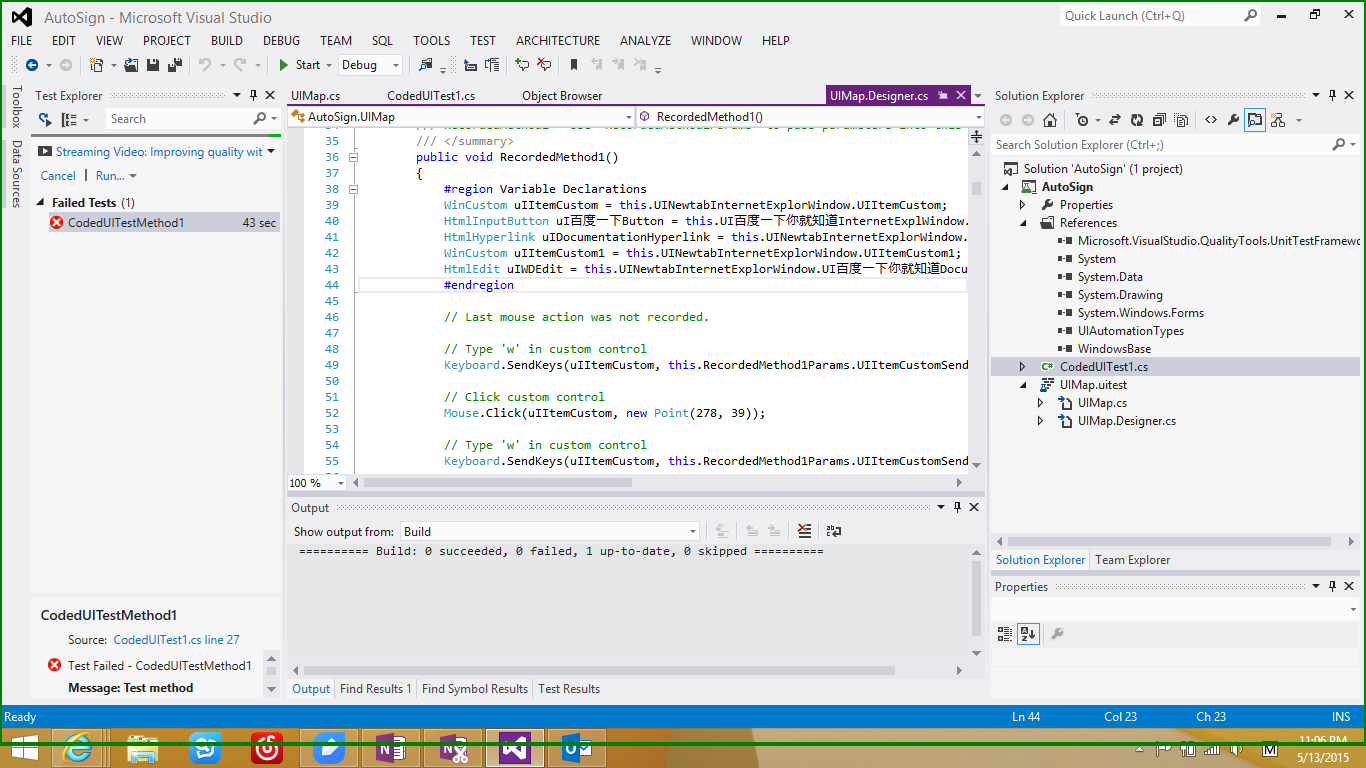 AutoSign - Microsoft Visual Studio
Quick Launch (Ctrl+Q)
FILE EDIT VIEW PROJECT BUILD DEBUG TEAM SQL TOOLS TEST ARCHITECTURE ANALYZE WINDOW HELP
Start Debug
Toolbox
Data Sources
Test Explorer
Search
Streaming Video: Improving quality wit
Cancel | Run...
Failed Tests (1)
CodedUITestMethod1 43 sec
CodedUITestMethod1
Source: CodedUITest1.cs line 27
Test Failed - CodedUITestMethod1
Message: Test method
UIMap.cs CodedUITest1.cs Object Browser UIMap.Designer.cs
AutoSign.UIMap RecordedMethod1()
35 /// </summary>
36 public void RecordedMethod1()
37 {
38 #region Variable Declarations
39 WinCustom uIItemCustom = this.UINewtabInternetExplorWindow.UIItemCustom;
40 HtmlInputButton uI百度一下Button = this.UI百度一下你就知道InternetExplWindow.
41 HtmlHyperlink uIDocumentationHyperlink = this.UINewtabInternetExplorWindow.
42 WinCustom uIItemCustom1 = this.UINewtabInternetExplorWindow.UIItemCustom1;
43 HtmlEdit uIWDEdit = this.UINewtabInternetExplorWindow.UI百度一下你就知道Docu
44 #endregion
45
46 // Last mouse action was not recorded.
47
48 // Type 'w' in custom control
49 Keyboard.SendKeys(uIItemCustom, this.RecordedMethod1Params.UIItemCustomSend
50
51 // Click custom control
52 Mouse.Click(uIItemCustom, new Point(278, 39));
53
54 // Type 'w' in custom control
55 Keyboard.SendKeys(uIItemCustom, this.RecordedMethod1Params.UIItemCustomSend
100 %
Output
Show output from: Build
========== Build: 0 succeeded, 0 failed, 1 up-to-date, 0 skipped ==========
Output Find Results 1 Find Symbol Results Test Results
Solution Explorer
Search Solution Explorer (Ctrl+;)
Solution 'AutoSign' (1 project)
AutoSign
Properties
References
Microsoft.VisualStudio.QualityTools.UnitTestFramewo
System
System.Data
System.Drawing
System.Windows.Forms
UIAutomationTypes
WindowsBase
C# CodedUITest1.cs
UIMap.uitest
UIMap.cs
UIMap.Designer.cs
Solution Explorer Team Explorer
Properties
Ready Ln 44 Col 23 Ch 23 INS
11:06 PM
5/13/2015